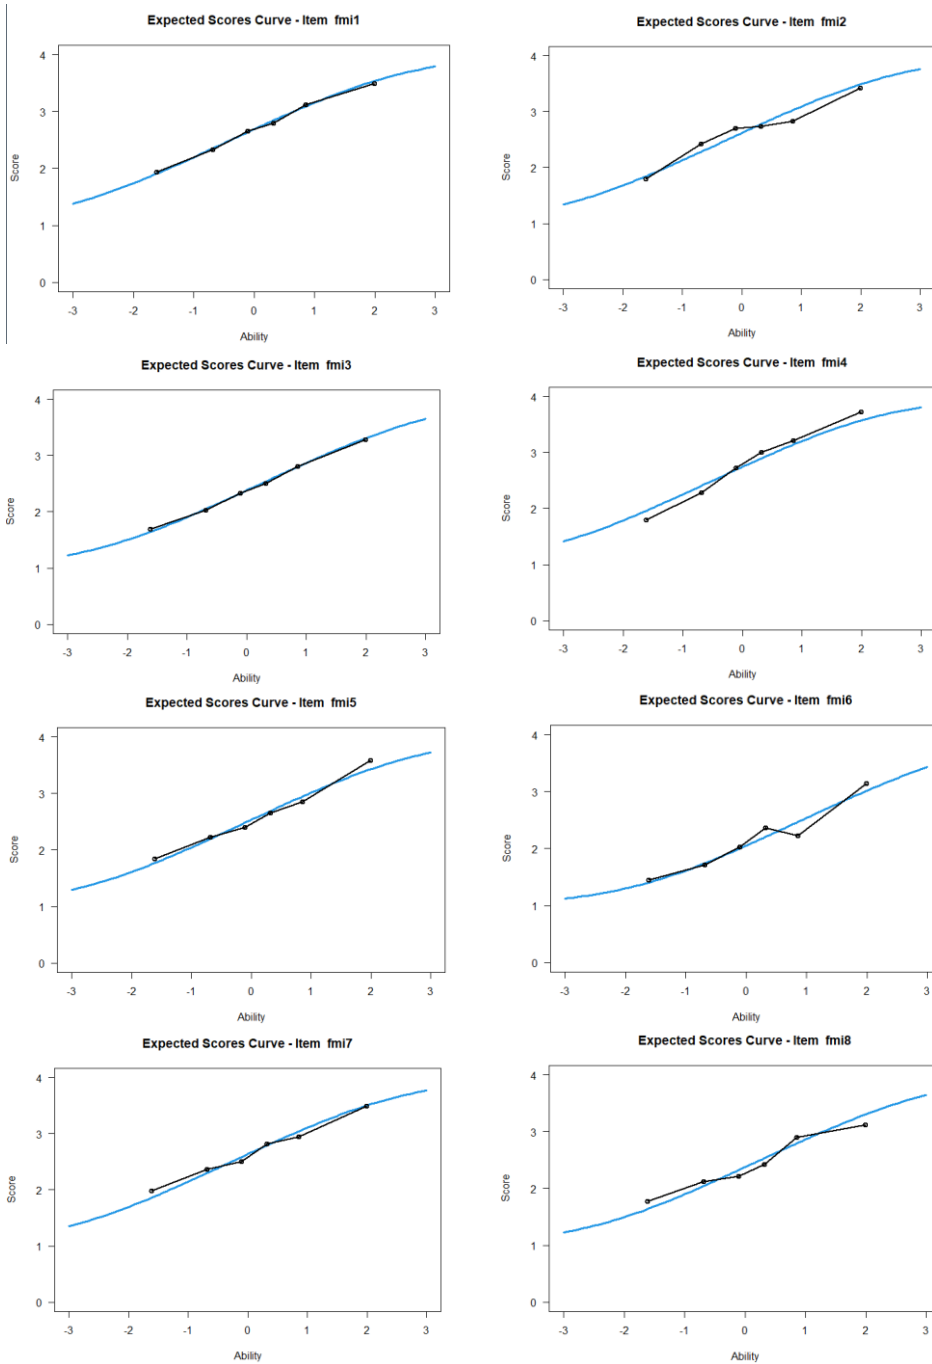 Expected Scores Curve - Item fmi1
Score
4
3
2
1
0
-3 -2 -1 0 1 2 3
Ability
Expected Scores Curve - Item fmi2
Score
4
3
2
1
0
-3 -2 -1 0 1 2 3
Ability
Expected Scores Curve - Item fmi3
Score
4
3
2
1
0
-3 -2 -1 0 1 2 3
Ability
Expected Scores Curve - Item fmi4
Score
4
3
2
1
0
-3 -2 -1 0 1 2 3
Ability
Expected Scores Curve - Item fmi5
Score
4
3
2
1
0
-3 -2 -1 0 1 2 3
Ability
Expected Scores Curve - Item fmi6
Score
4
3
2
1
0
-3 -2 -1 0 1 2 3
Ability
Expected Scores Curve - Item fmi7
Score
4
3
2
1
0
-3 -2 -1 0 1 2 3
Ability
Expected Scores Curve - Item fmi8
Score
4
3
2
1
0
-3 -2 -1 0 1 2 3
Ability